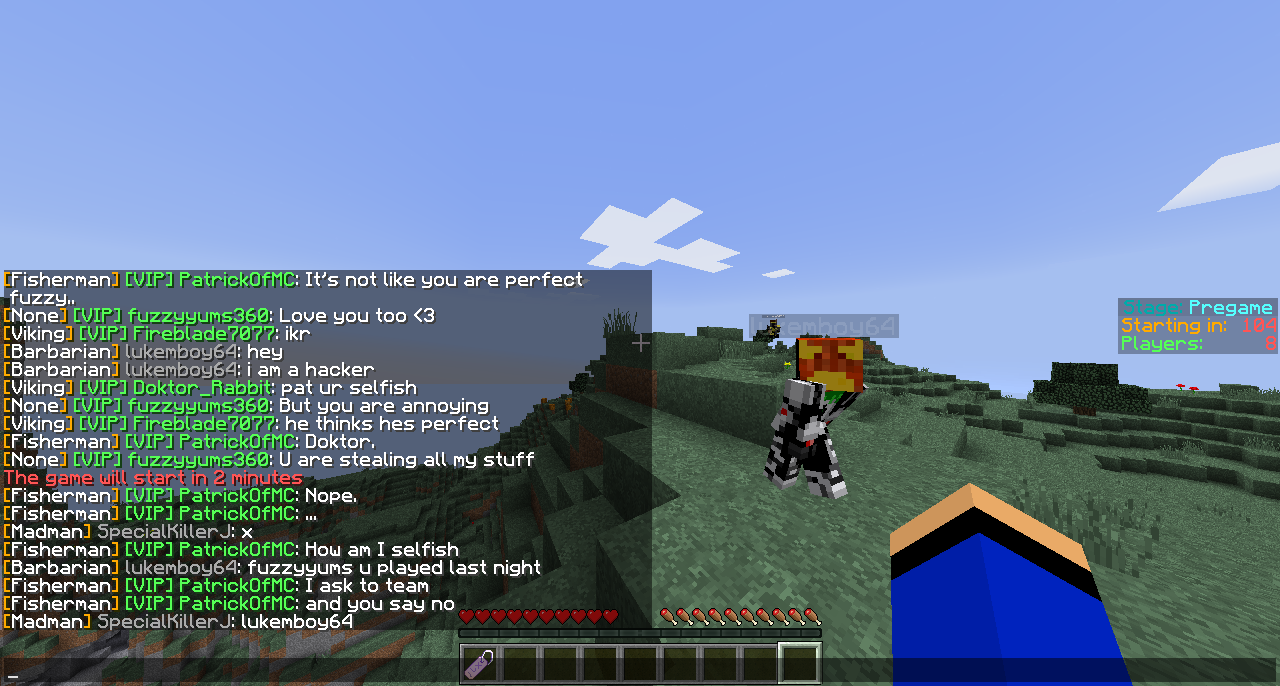 [Fisherman] [VIP] PatrickOfMC: It's not like you are perfect
fuzzy..
[None] [VIP] fuzzyyums360: Love you too <3
[Viking] [VIP] Fireblade7077: ikr
[Barbarian] lukemboy64: hey
[Barbarian] lukemboy64: i am a hacker
[Viking] [VIP] Doktor_Rabbit: pat ur selfish
[None] [VIP] fuzzyyums360: But you are annoying
[Viking] [VIP] Fireblade7077: he thinks hes perfect
[Fisherman] [VIP] PatrickOfMC: Doktor.
[None] [VIP] fuzzyyums360: U are stealing all my stuff
The game will start in 2 minutes
[Fisherman] [VIP] PatrickOfMC: Nope.
[Fisherman] [VIP] PatrickOfMC: ...
[Madman] SpecialKillerJ: x
[Fisherman] [VIP] PatrickOfMC: How am I selfish
[Barbarian] lukemboy64: fuzzyyums u played last night
[Fisherman] [VIP] PatrickOfMC: I ask to team
[Fisherman] [VIP] PatrickOfMC: and you say no
[Madman] SpecialKillerJ: lukemboy64
_
lukemboy64
Stage: Pregame
Starting in: 104
Players: 8